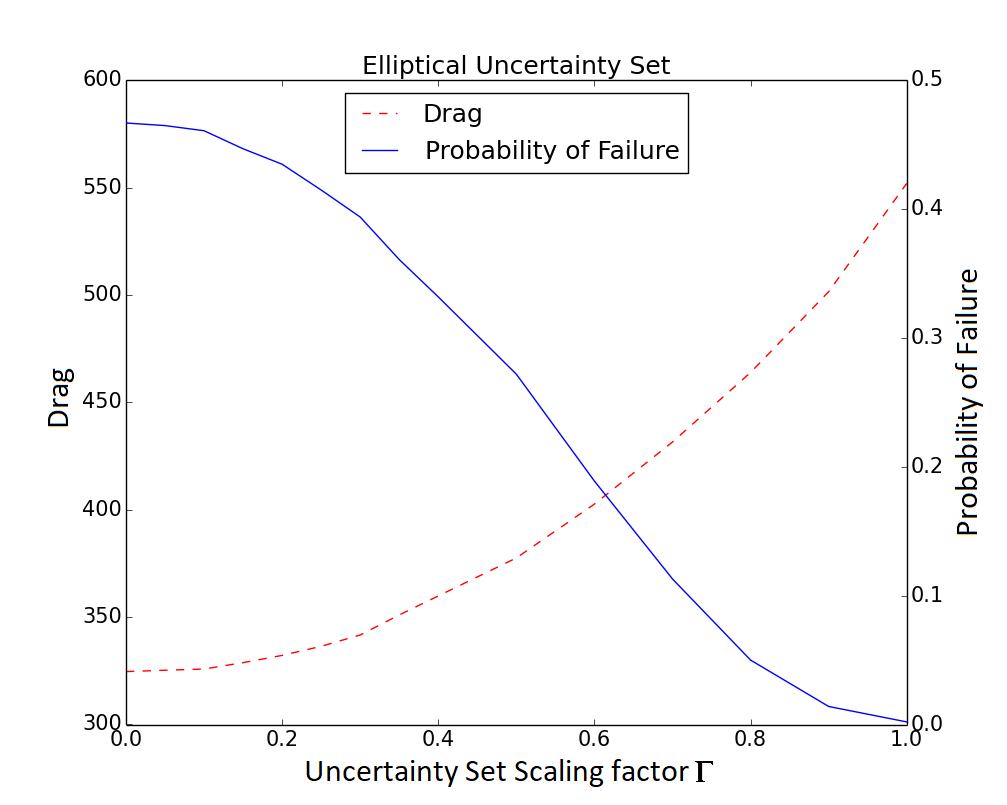 Elliptical Uncertainty Set
Drag
Probability of Failure
600
550
500
450
400
350
300
Drag
0.5
0.4
0.3
0.2
0.1
0.0
Probability of Failure
0.0 0.2 0.4 0.6 0.8 1.0
Uncertainty Set Scaling factor Γ